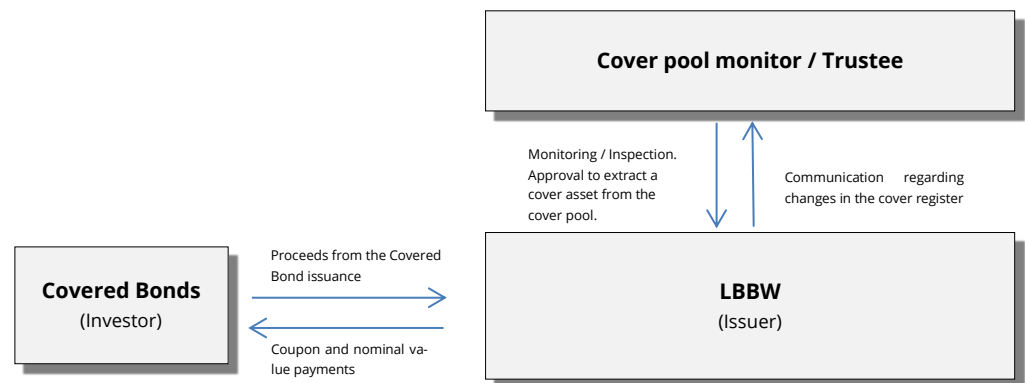 Cover pool monitor / Trustee
Monitoring / Inspection.
Approval to extract a
cover asset from the
cover pool.
Communication regarding
changes in the cover register
Proceeds from the Covered
Bond issuance
Covered Bonds
(Investor)
LBBW
(Issuer)
Coupon and nominal va-
lue payments